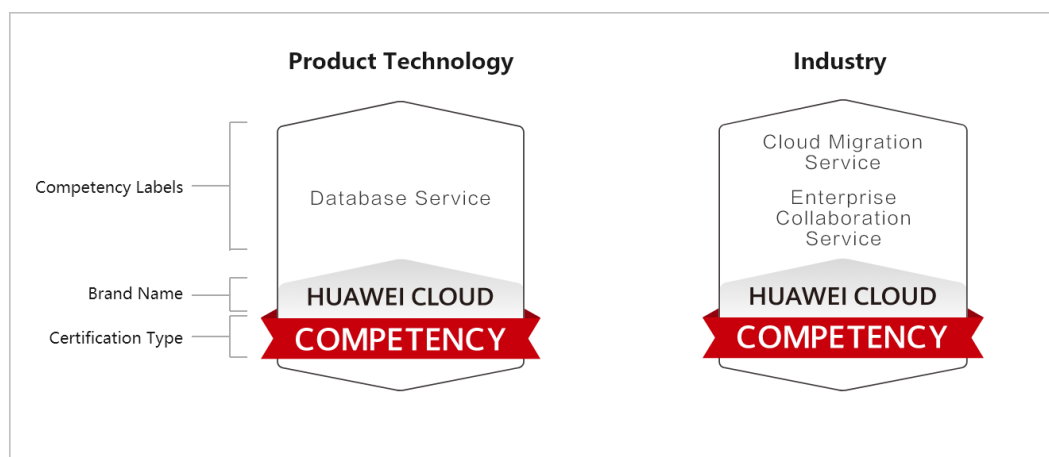 Product Technology
Industry
Competency Labels
Database Service
Cloud Migration
Service
Enterprise
Collaboration
Service
Brand Name
HUAWEI CLOUD
HUAWEI CLOUD
Certification Type
COMPETENCY
COMPETENCY